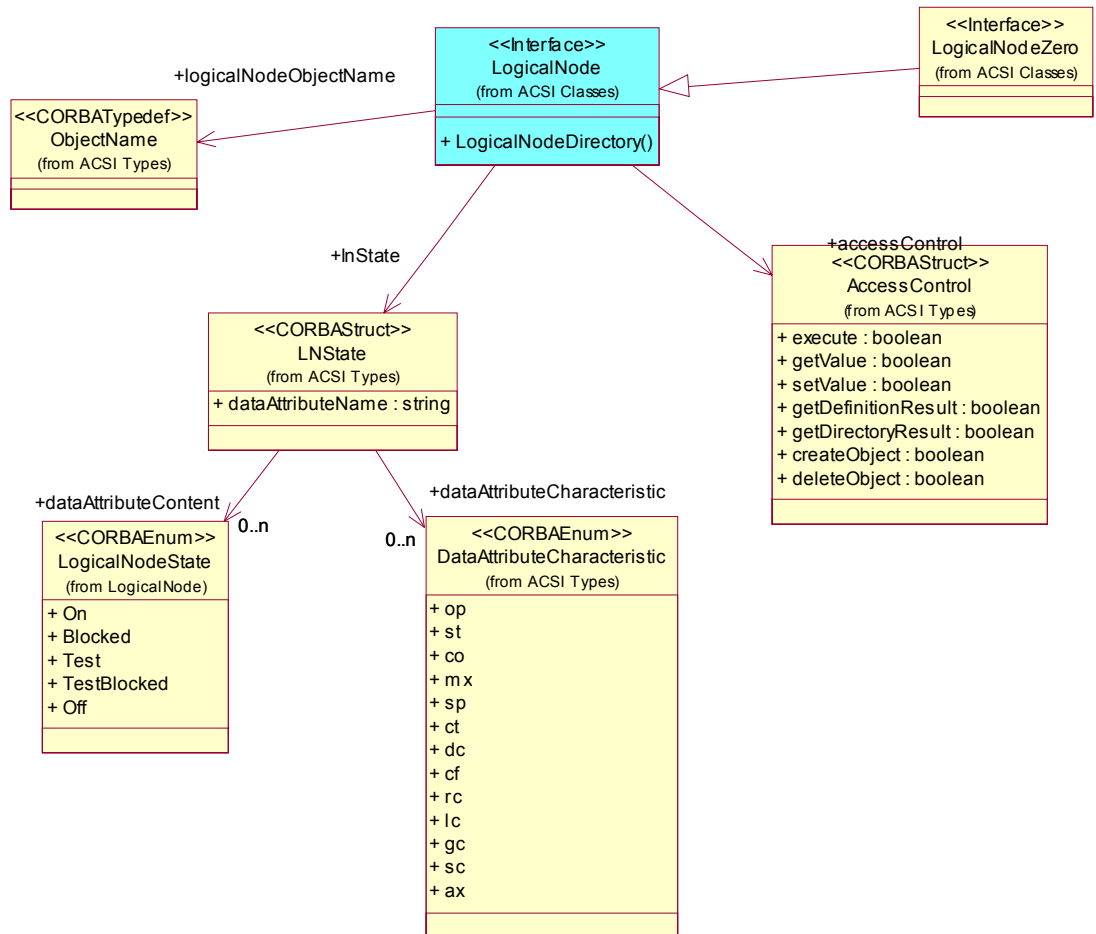 <<Interface>>
LogicalNodeZero
(from ACSI Classes)
<<Interface>>
LogicalNode
(from ACSI Classes)
+ LogicalNodeDirectory()
+logicalNodeObjectName
<<CORBATypedef>>
ObjectName
(from ACSI Types)
+lnState
+accessControl
<<CORBAStruct>>
AccessControl
(from ACSI Types)
+ execute : boolean
+ getValue : boolean
+ setValue : boolean
+ getDefinitionResult : boolean
+ getDirectoryResult : boolean
+ createObject : boolean
+ deleteObject : boolean
<<CORBAStruct>>
LNState
(from ACSI Types)
+ dataAttributeName : string
+dataAttributeContent
0..n
<<CORBAEnum>>
LogicalNodeState
(from LogicalNode)
+ On
+ Blocked
+ Test
+ TestBlocked
+ Off
+dataAttributeCharacteristic
0..n
<<CORBAEnum>>
DataAttributeCharacteristic
(from ACSI Types)
+ op
+ st
+ co
+ mx
+ sp
+ ct
+ dc
+ cf
+ rc
+ lc
+ gc
+ sc
+ ax